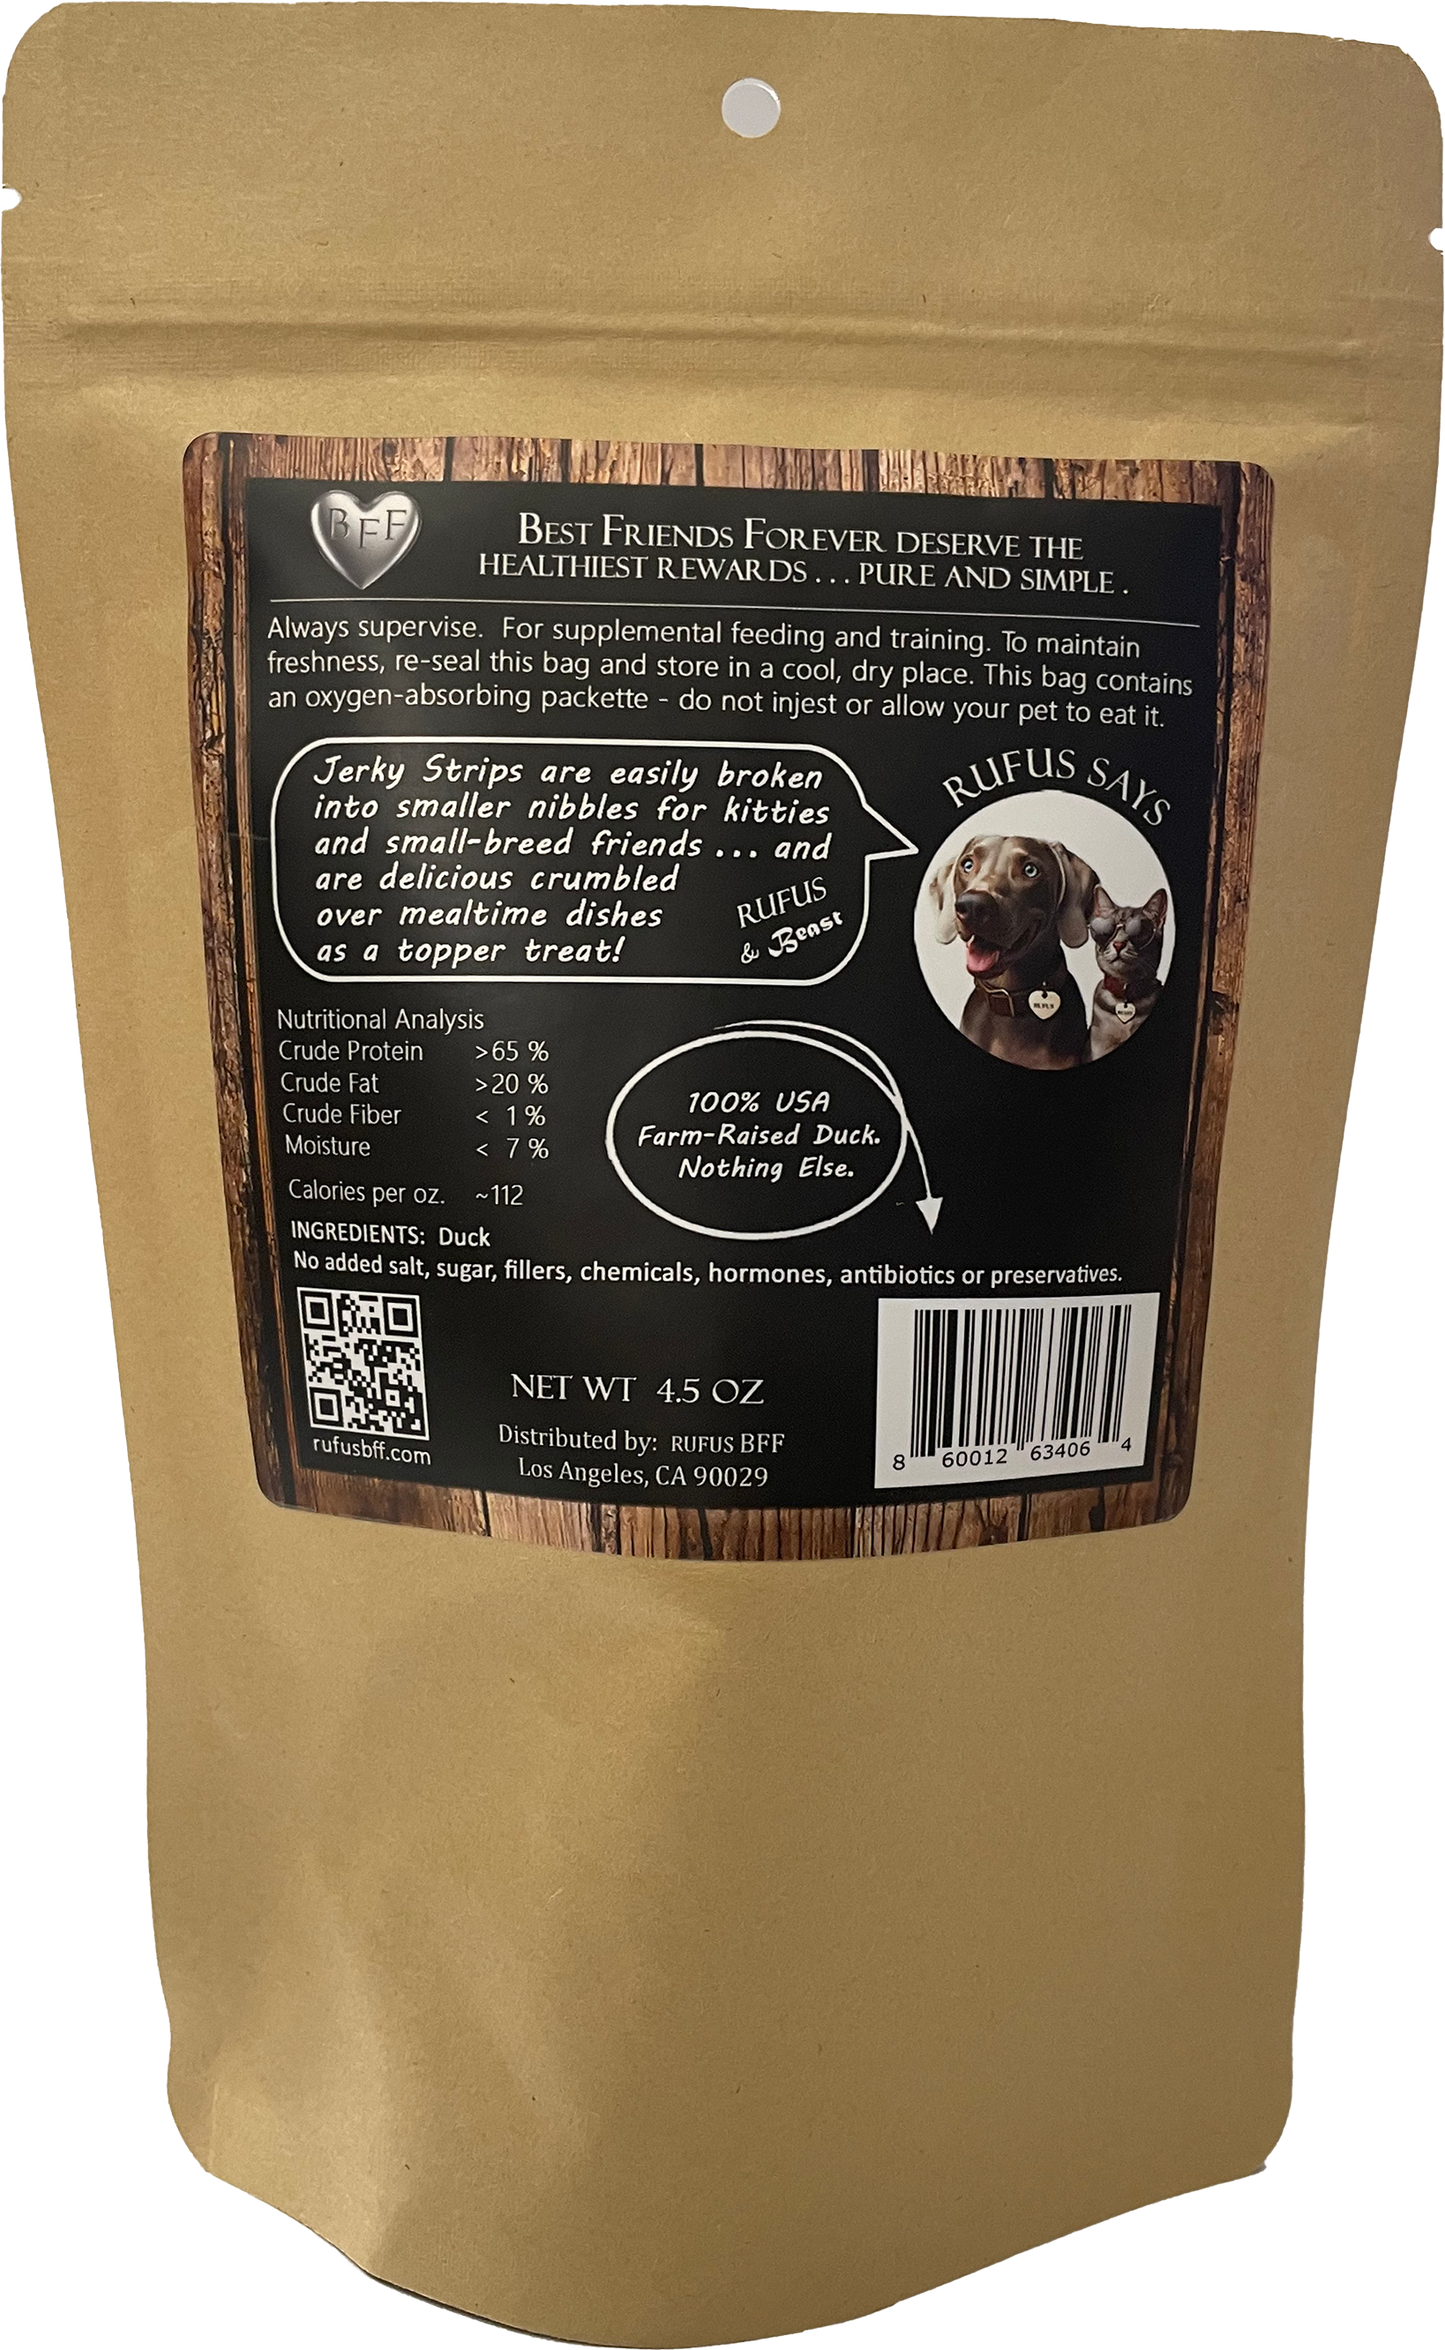 BFF
BEST FRIENDS FOREVER DESERVE THE
HEALTHIEST REWARDS . . . PURE AND SIMPLE .
Always supervise. For supplemental feeding and training. To maintain
freshness, re-seal this bag and store in a cool, dry place. This bag contains
an oxygen-absorbing packette - do not injest or allow your pet to eat it.
Jerky Strips are easily broken
into smaller nibbles for kitties
and small-breed friends ... and
are delicious crumbled
over mealtime dishes
as a topper treat!
RUFUS
& Beast
RUFUS SAYS
RUFUS
Nutritional Analysis
Crude Protein >65 %
Crude Fat >20 %
Crude Fiber < 1 %
Moisture < 7 %
Calories per oz. ~112
100% USA
Farm-Raised Duck.
Nothing Else.
INGREDIENTS: Duck
No added salt, sugar, fillers, chemicals, hormones, antibiotics or preservatives.
rufusbff.com
NET WT 4.5 OZ
Distributed by: RUFUS BFF
Los Angeles, CA 90029
8 60012 63406 4